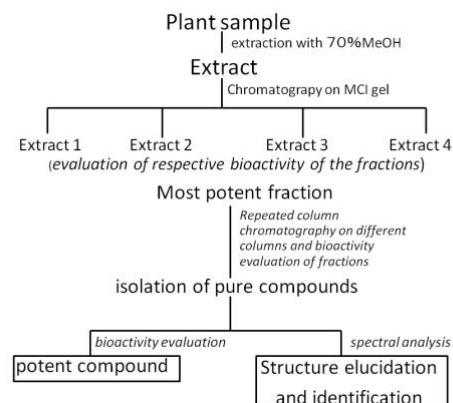 Plant sample
extraction with 70%MeOH
Extract
Chromatograpy on MCI gel
Extract 1 Extract 2 Extract 3 Extract 4
(evaluation of respective bioactivity of the fractions)
Most potent fraction
Repeated column
chromatography on different
columns and bioactivity
evaluation of fractions
isolation of pure compounds
bioactivity evaluation spectral analysis
potent compound
Structure elucidation
and identification